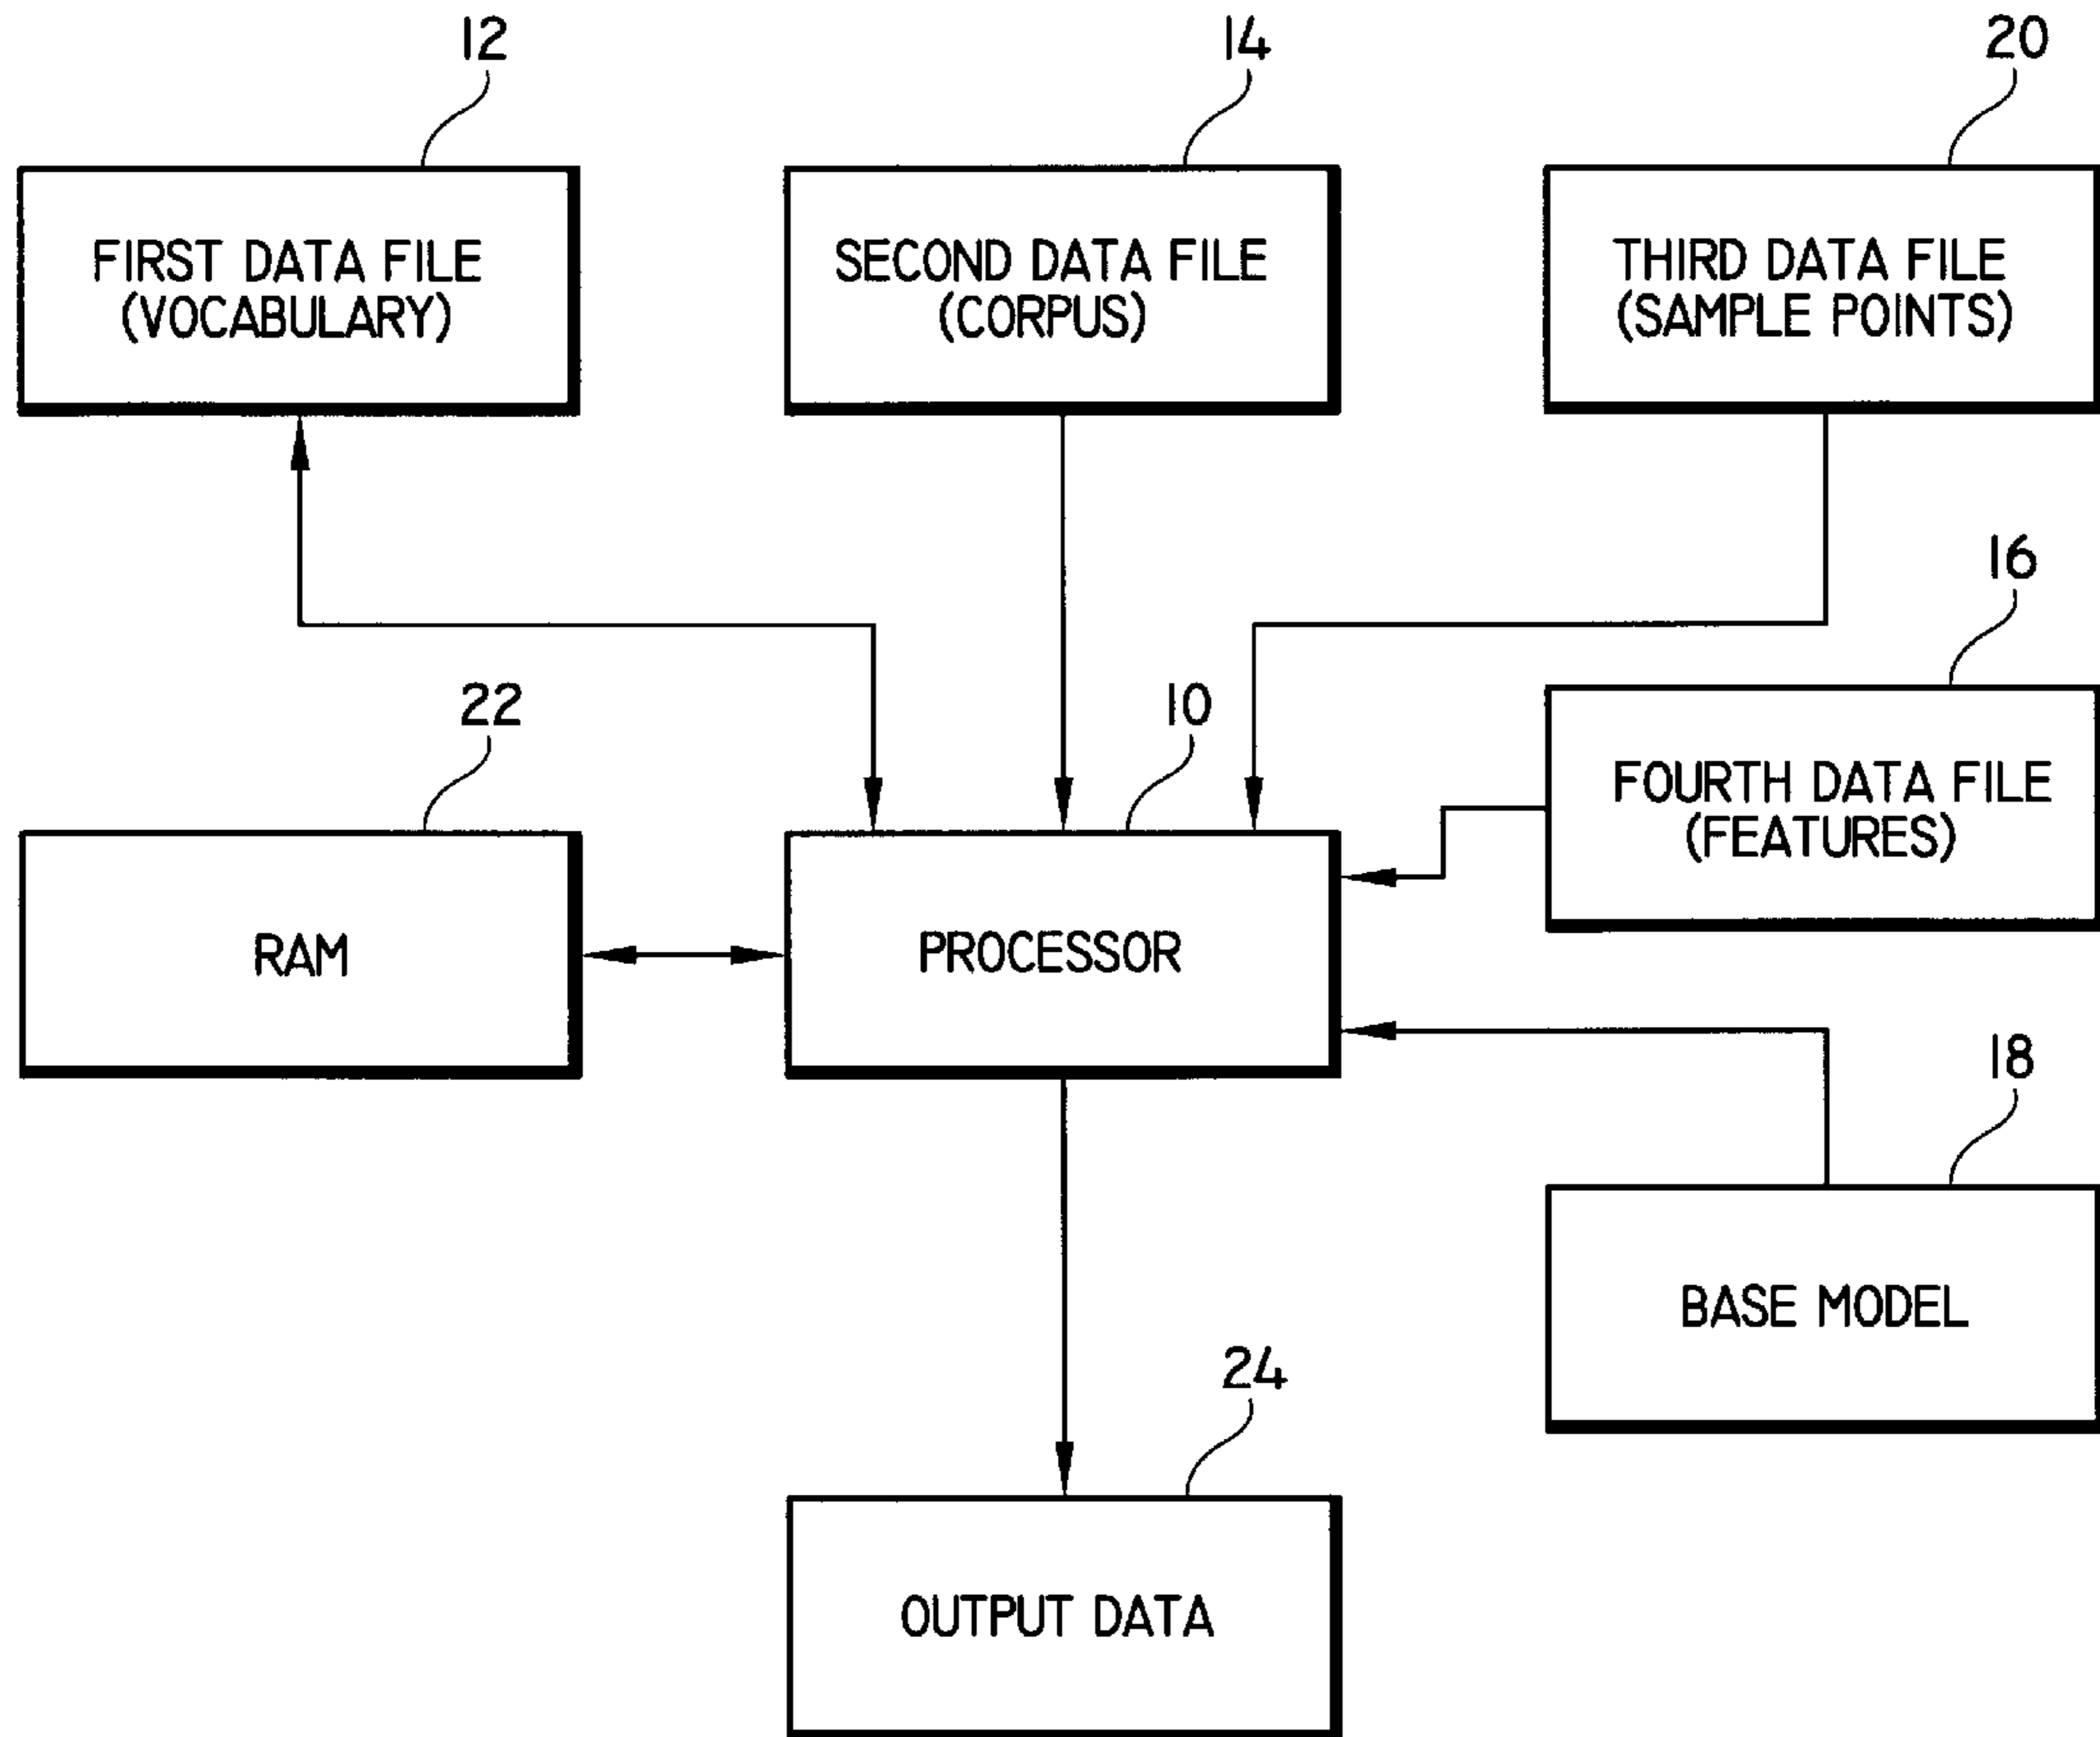 12
14
20
FIRST DATA FILE
(VOCABULARY)
SECOND DATA FILE
(CORPUS)
THIRD DATA FILE
(SAMPLE POINTS)
16
22
10
FOURTH DATA FILE
(FEATURES)
RAM
PROCESSOR
18
BASE MODEL
24
OUTPUT DATA